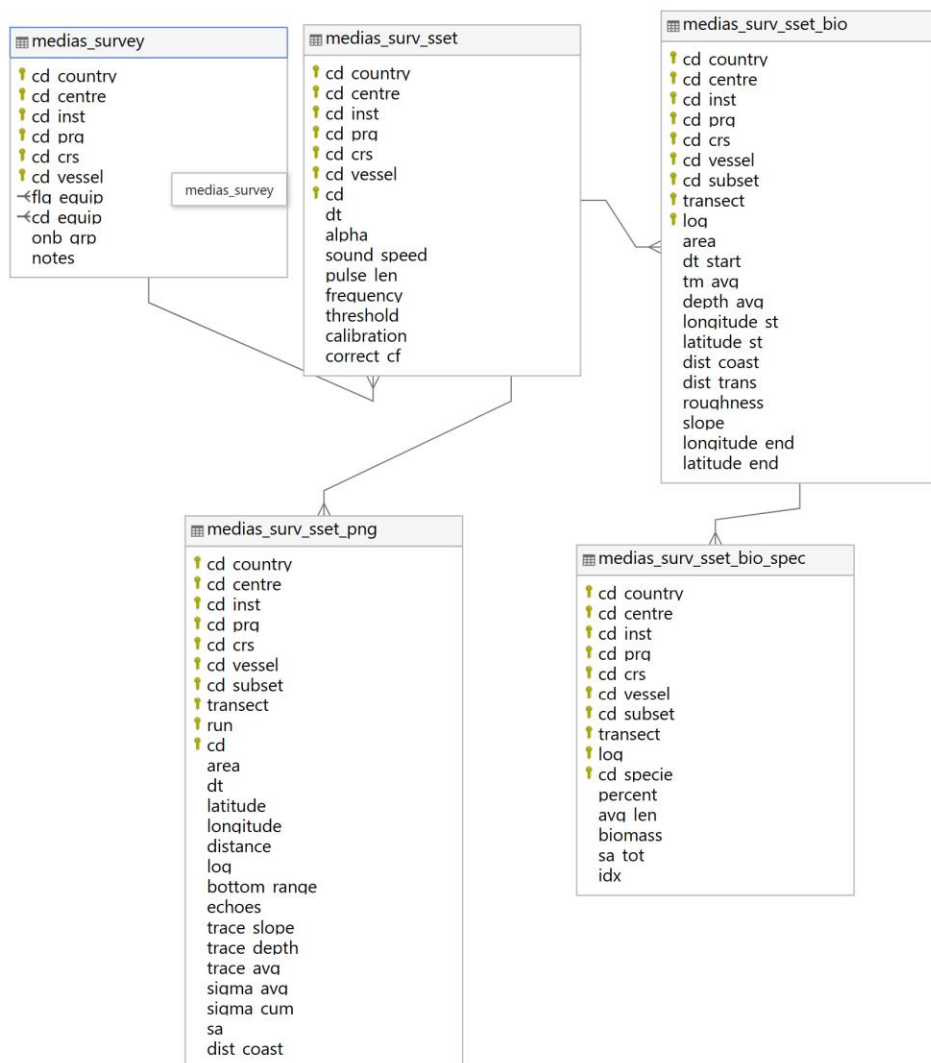 medias_survey
cd country
cd centre
cd inst
cd prg
cd crs
cd vessel
flg equip
cd equip
onb grp
notes
medias_survey
medias_surv_sset
cd country
cd centre
cd inst
cd prg
cd crs
cd vessel
cd
dt
alpha
sound speed
pulse len
frequency
threshold
calibration
correct cf
medias_surv_sset_bio
cd country
cd centre
cd inst
cd prg
cd crs
cd vessel
cd subset
transect
log
area
dt start
tm avg
depth avg
longitude st
latitude st
dist coast
dist trans
roughness
slope
longitude end
latitude end
medias_surv_sset_png
cd country
cd centre
cd inst
cd prg
cd crs
cd vessel
cd subset
transect
run
cd
area
dt
latitude
longitude
distance
log
bottom range
echoes
trace slope
trace depth
trace avg
sigma avg
sigma cum
sa
dist coast
medias_surv_sset_bio_spec
cd country
cd centre
cd inst
cd prg
cd crs
cd vessel
cd subset
transect
log
cd specie
percent
avg len
biomass
sa tot
idx